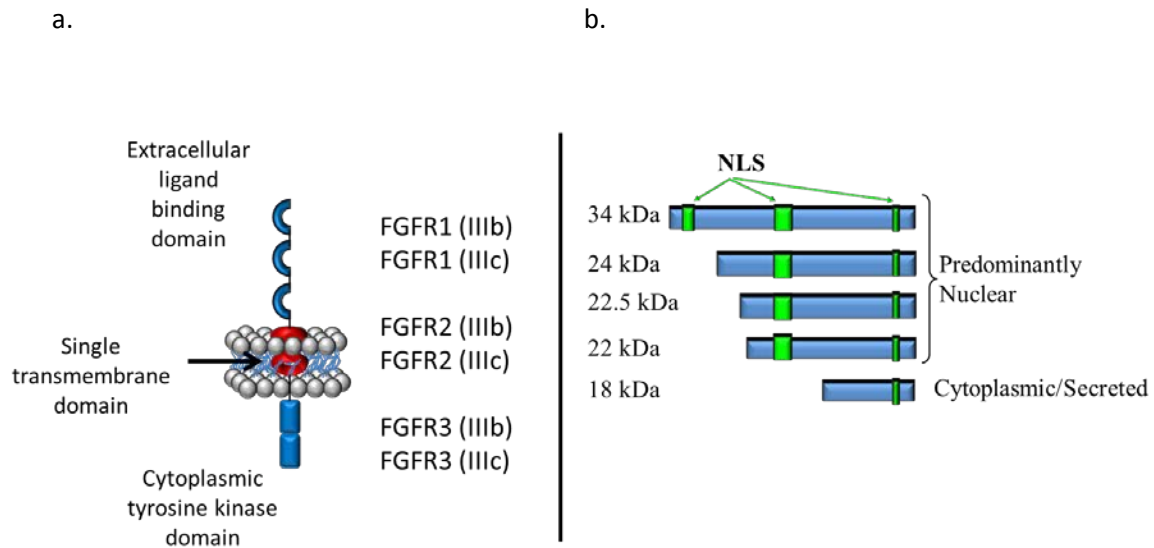 a.
Extracellular
ligand
binding
domain
Single
transmembrane
domain
Cytoplasmic
tyrosine kinase
domain
FGFR1 (IIIb)
FGFR1 (IIIc)
FGFR2 (IIIb)
FGFR2 (IIIc)
FGFR3 (IIIb)
FGFR3 (IIIc)
b.
NLS
34 kDa
24 kDa
22.5 kDa
22 kDa
18 kDa
Predominantly
Nuclear
Cytoplasmic/Secreted